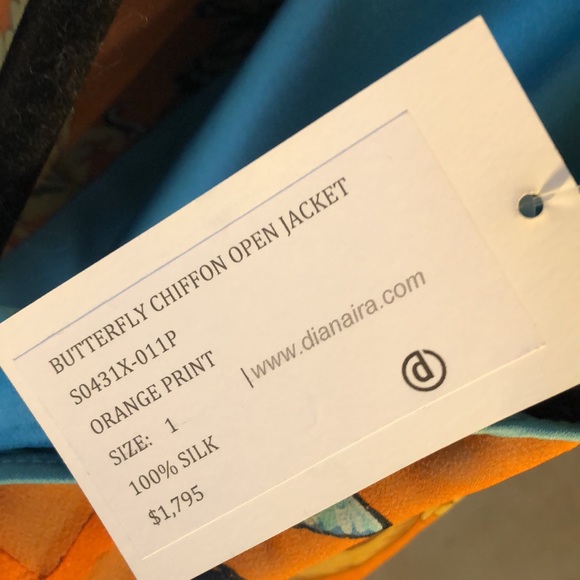 BUTTERFLY CHIFFON OPEN JACKET
S0431X-011P
ORANGE PRINT
SIZE: 1
100% SILK
$1,795
|www.dianaira.com
D